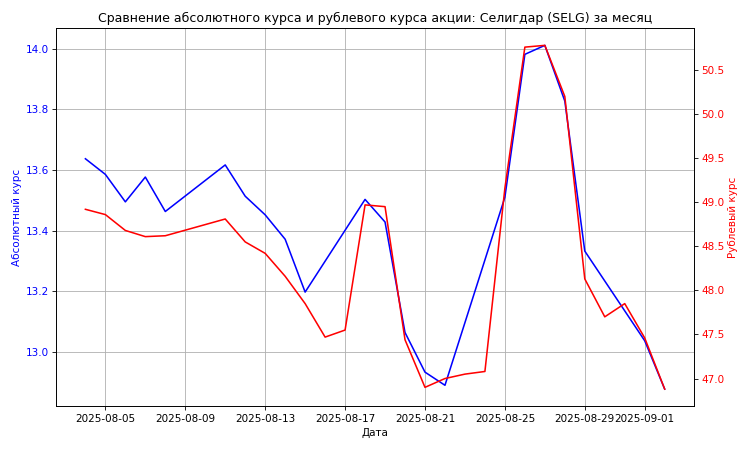 Сравнение абсолютного курса и рублевого курса акции: Селигдар (SELG) за месяц
14.0
13.8
13.6
13.4
13.2
13.0
Абсолютный курс
50.5
50.0
49.5
49.0
48.5
48.0
47.5
47.0
Рублевый курс
2025-08-05 2025-08-09 2025-08-13 2025-08-17 2025-08-21 2025-08-25 2025-08-29 2025-09-01
Дата